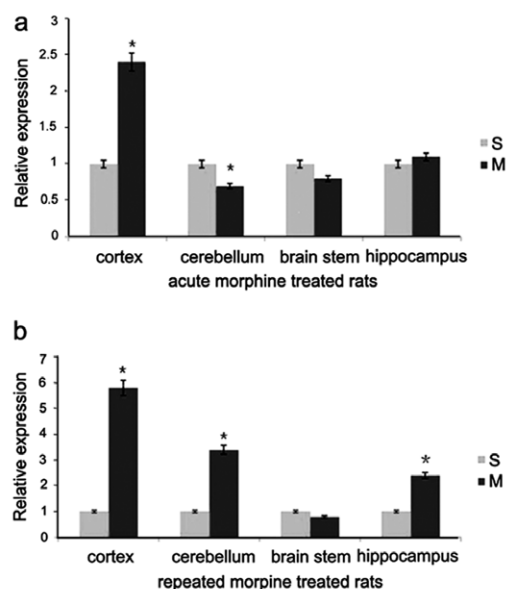 a
Relative expression
3
2.5
2
1.5
1
0.5
0
*
*
S
M
cortex cerebellum brain stem hippocampus
acute morphine treated rats
b
Relative expression
7
6
5
4
3
2
1
0
*
*
*
S
M
cortex cerebellum brain stem hippocampus
repeated morpine treated rats